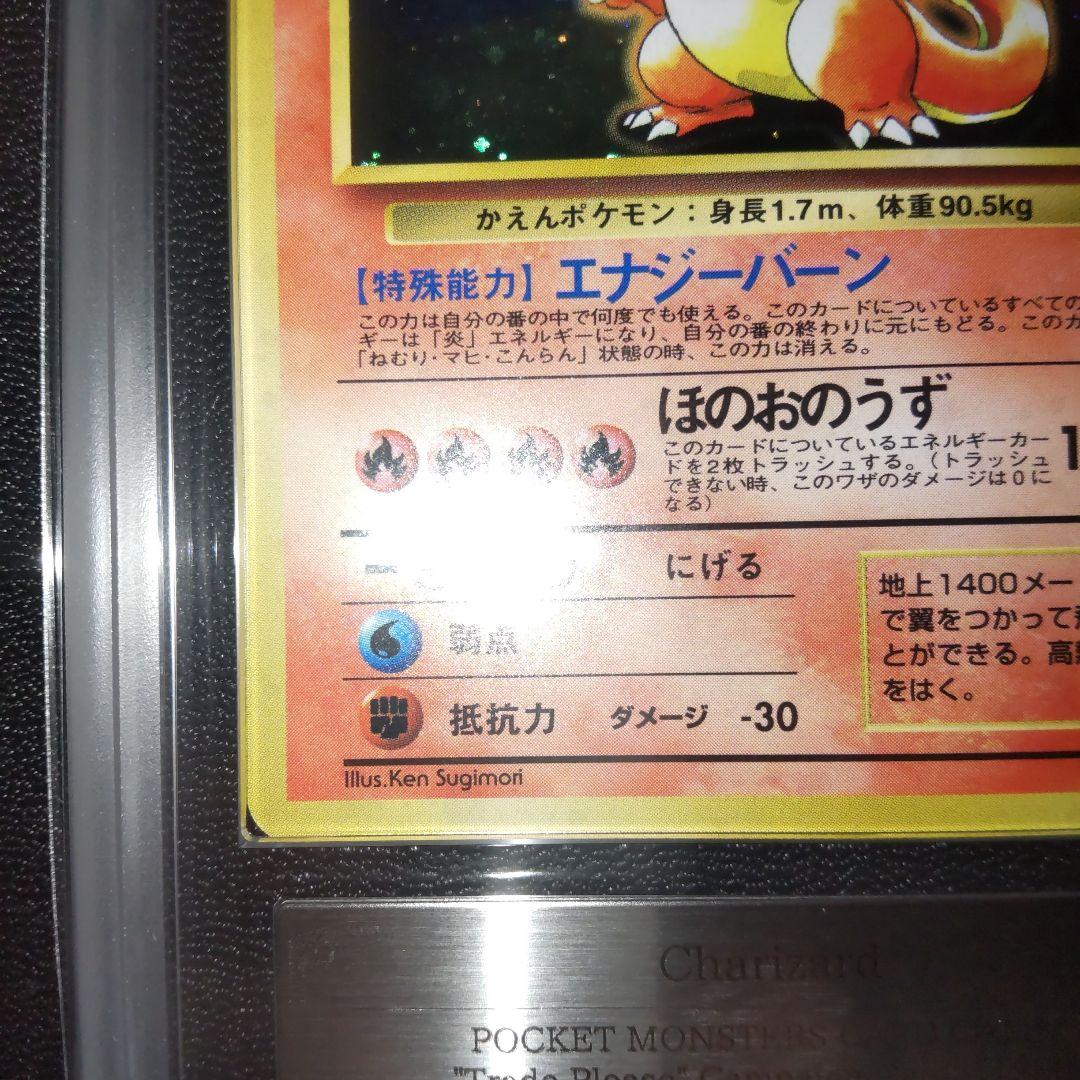 かえんポケモン：身長1.7m、体重90.5kg
【特殊能力】エナジーバーン
この力は自分の番の中で何度でも使える。このカードについているすべての
ギーは「炎」エネルギーになり、自分の番の終わりに元にもどる。このカ
「ねむり・マヒ・こんらん」状態の時、この力は消える。
ほのおのうず
このカードについているエネルギーカー
ドを2枚トラッシュする。（トラッシュ
できない時、このワザのダメージは0に
なる）
1
にげる
弱点
抵抗力 ダメージ -30
地上1400メー
で翼をつかって飛
とができる。高
をはく。
Illus.Ken Sugimori
Charizard
POCKET MONSTERS
"Trade Please"